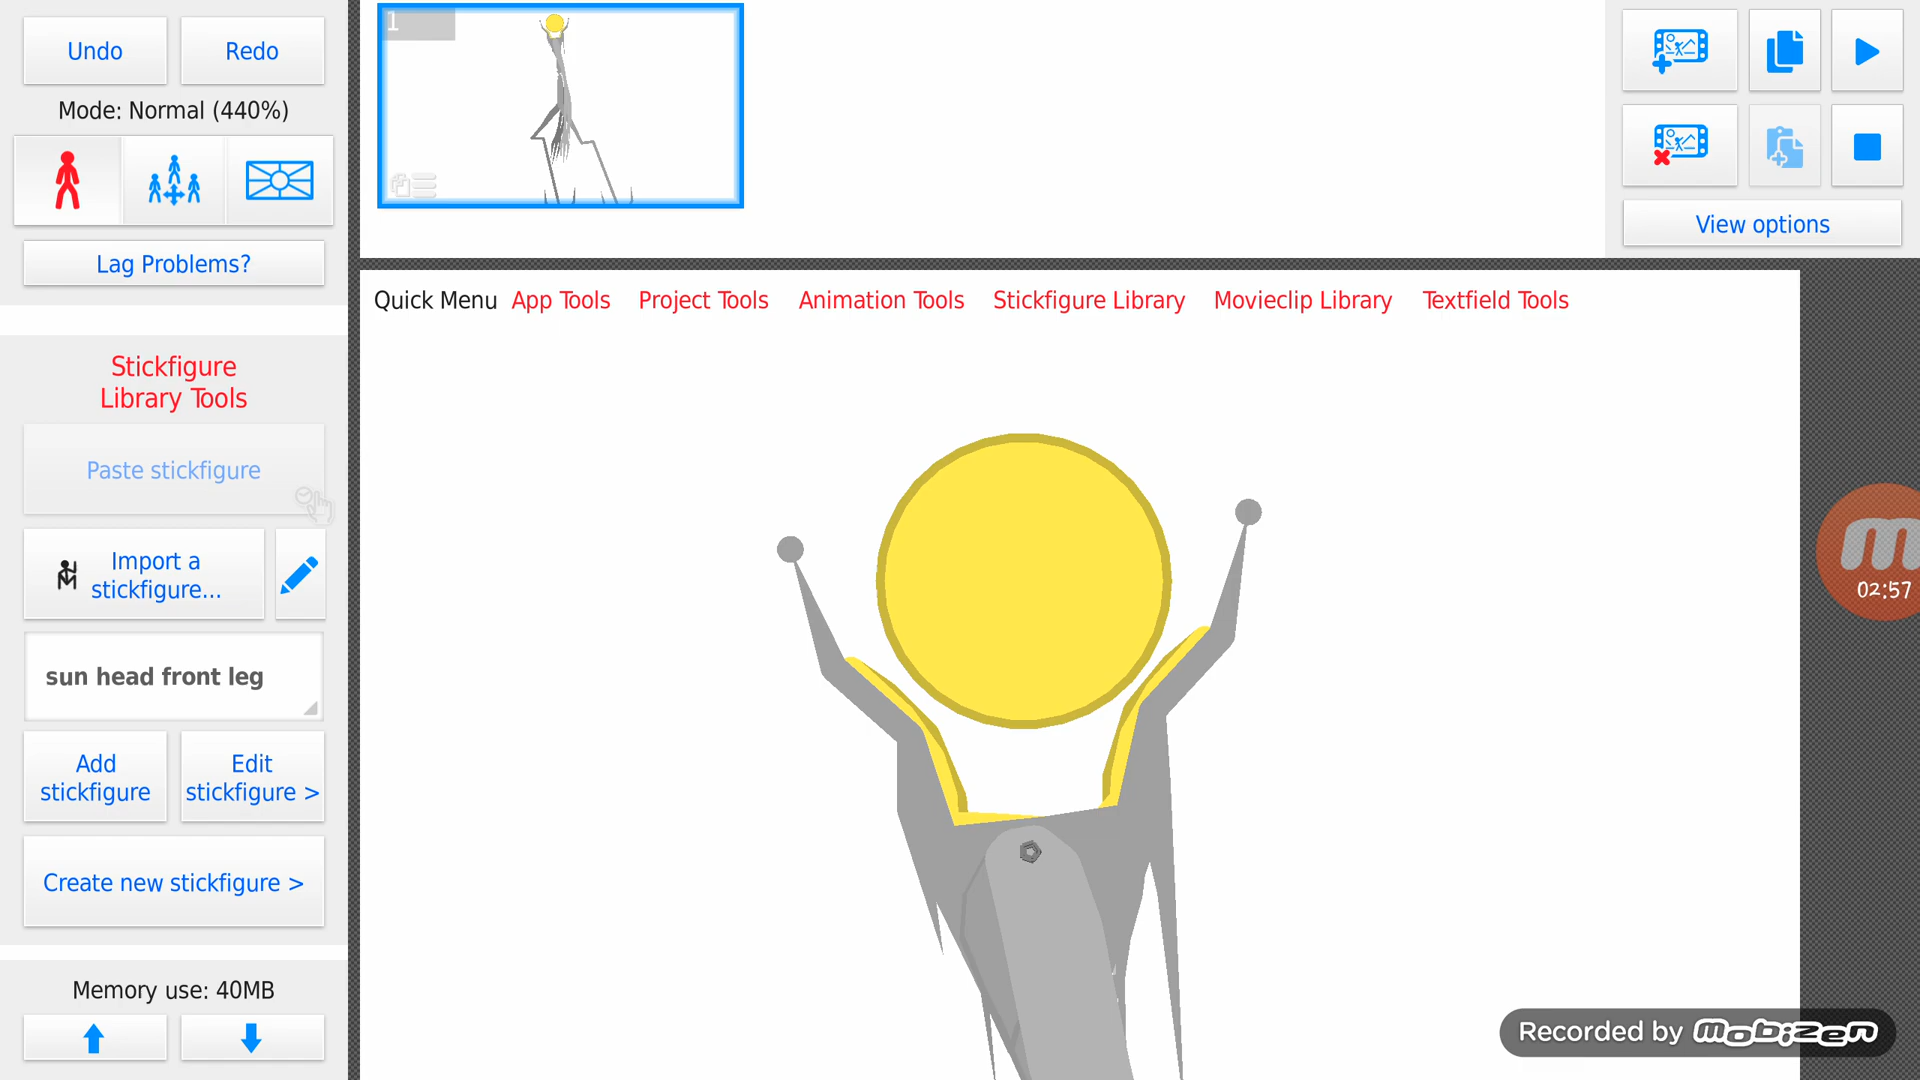 Undo
Redo
Mode: Normal (440%)
Lag Problems?
Stickfigure
Library Tools
Paste stickfigure
Import a
stickfigure...
sun head front leg
Add
stickfigure
Edit
stickfigure >
Create new stickfigure >
Memory use: 40MB
1
View options
Quick Menu
App Tools
Project Tools
Animation Tools
Stickfigure Library
Movieclip Library
Textfield Tools
02:57
Recorded by mobizen